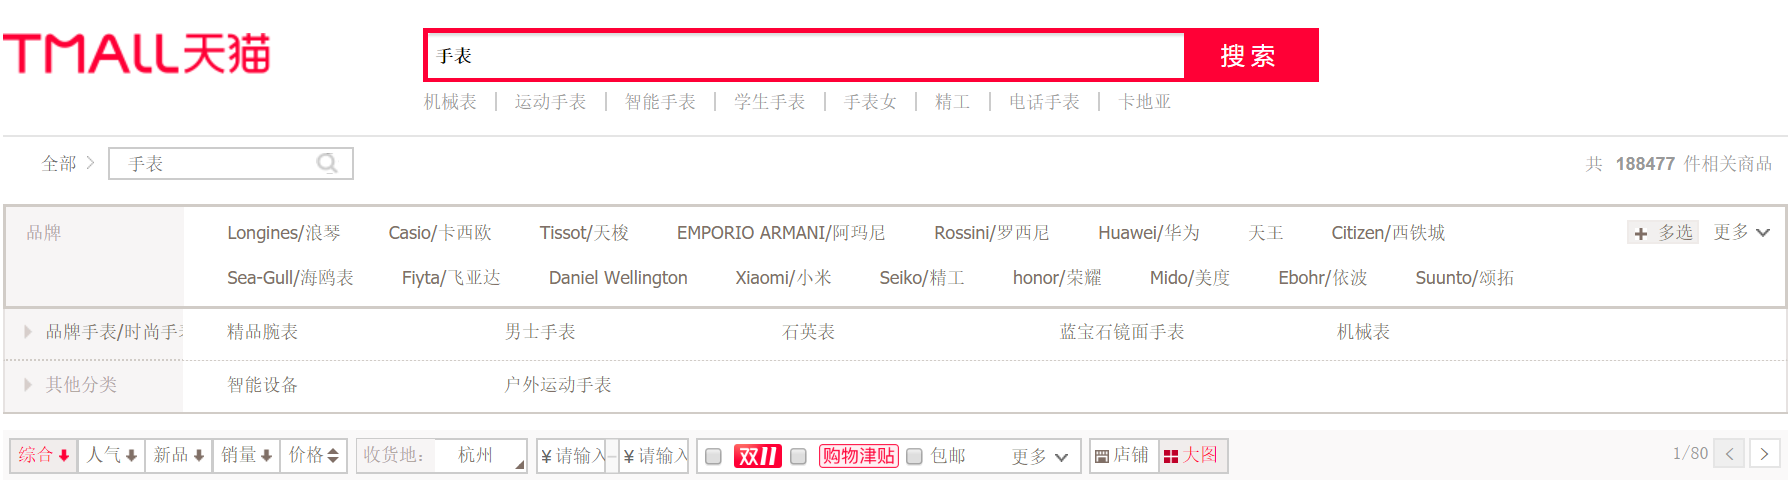 TMALL天猫
手表 搜索
机械表 运动手表 智能手表 学生手表 手表女 精工 电话手表 卡地亚
全部 手表 共 188477 件相关商品
品牌 Longines/浪琴 Casio/卡西欧 Tissot/天梭 EMPORIO ARMANI/阿玛尼 Rossini/罗西尼 Huawei/华为 天王 Citizen/西铁城 多选 更多
Sea-Gull/海鸥表 Fiyta/飞亚达 Daniel Wellington Xiaomi/小米 Seiko/精工 honor/荣耀 Mido/美度 Ebohr/依波 Suunto/颂拓
品牌手表/时尚手 精品腕表 男士手表 石英表 蓝宝石镜面手表 机械表
其他分类 智能设备 户外运动手表
综合 人气 新品 销量 价格 收货地: 杭州 ¥请输入 – ¥请输入 双11 购物津贴 包邮 更多 店铺 大图 1/80